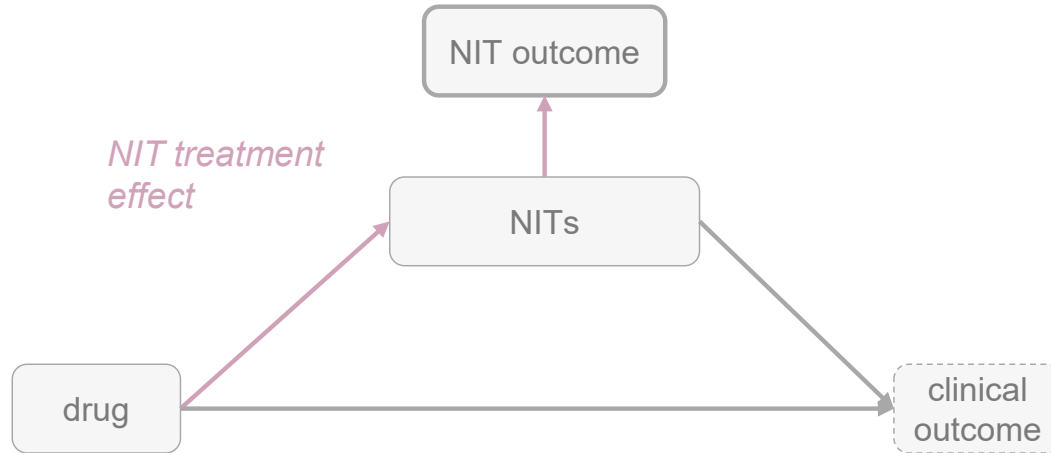 NIT outcome
NIT treatment
effect
NITs
drug
clinical
outcome